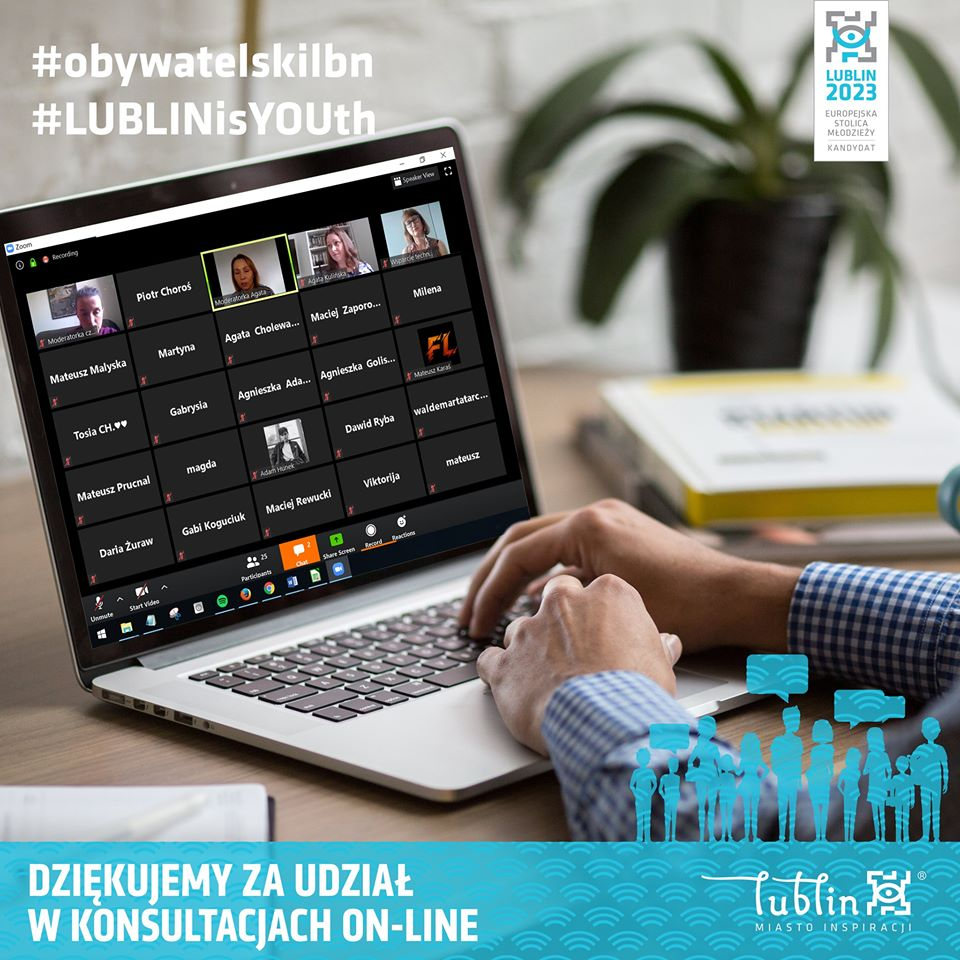 #obywatelskilbn
#LUBLINisYOUth
LUBLIN
2023
EUROPEJSKA
STOLICA
MŁODZIEŻY
KANDYDAT
Zoom
Recording
Speaker View
Moderatorka cz...
Piotr Choroś
Moderatorka Agata
Agata Kulińska
Wsparcie techn.j
Mateusz Malyska
Martyna
Agata Cholewa...
Maciej Zaporo...
Milena
Tosia CH.♥♥
Gabrysia
Agnieszka Ada...
Agnieszka Golis...
FL
Mateusz Karaś
Mateusz Prucnal
magda
Adam Hunek
Dawid Ryba
waldemartatarc...
Daria Żuraw
Gabi Koguciuk
Maciej Rewucki
Viktorija
mateusz
Unmute
Start Video
25
Participants
2
Chat
Share Screen
Record
Reactions
DZIĘKUJEMY ZA UDZIAŁ
W KONSULTACJACH ON-LINE
lublin ®
MIASTO INSPIRACJI